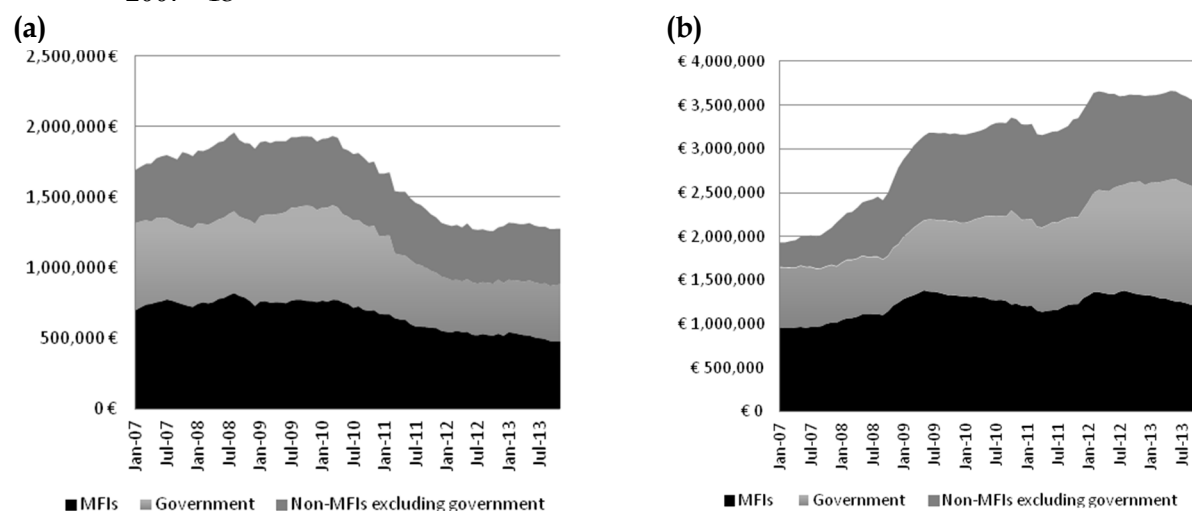 (a)
2,500,000 €
2,000,000 €
1,500,000 €
1,000,000 €
500,000 €
0 €
Jan-07
Jul-07
Jan-08
Jul-08
Jan-09
Jul-09
Jan-10
Jul-10
Jan-11
Jul-11
Jan-12
Jul-12
Jan-13
Jul-13
MFIs Government Non-MFIs excluding government
(b)
€ 4,000,000
€ 3,500,000
€ 3,000,000
€ 2,500,000
€ 2,000,000
€ 1,500,000
€ 1,000,000
€ 500,000
€ 0
Jan-07
Jul-07
Jan-08
Jul-08
Jan-09
Jul-09
Jan-10
Jul-10
Jan-11
Jul-11
Jan-12
Jul-12
Jan-13
Jul-13
MFIs Government Non-MFIs excluding government